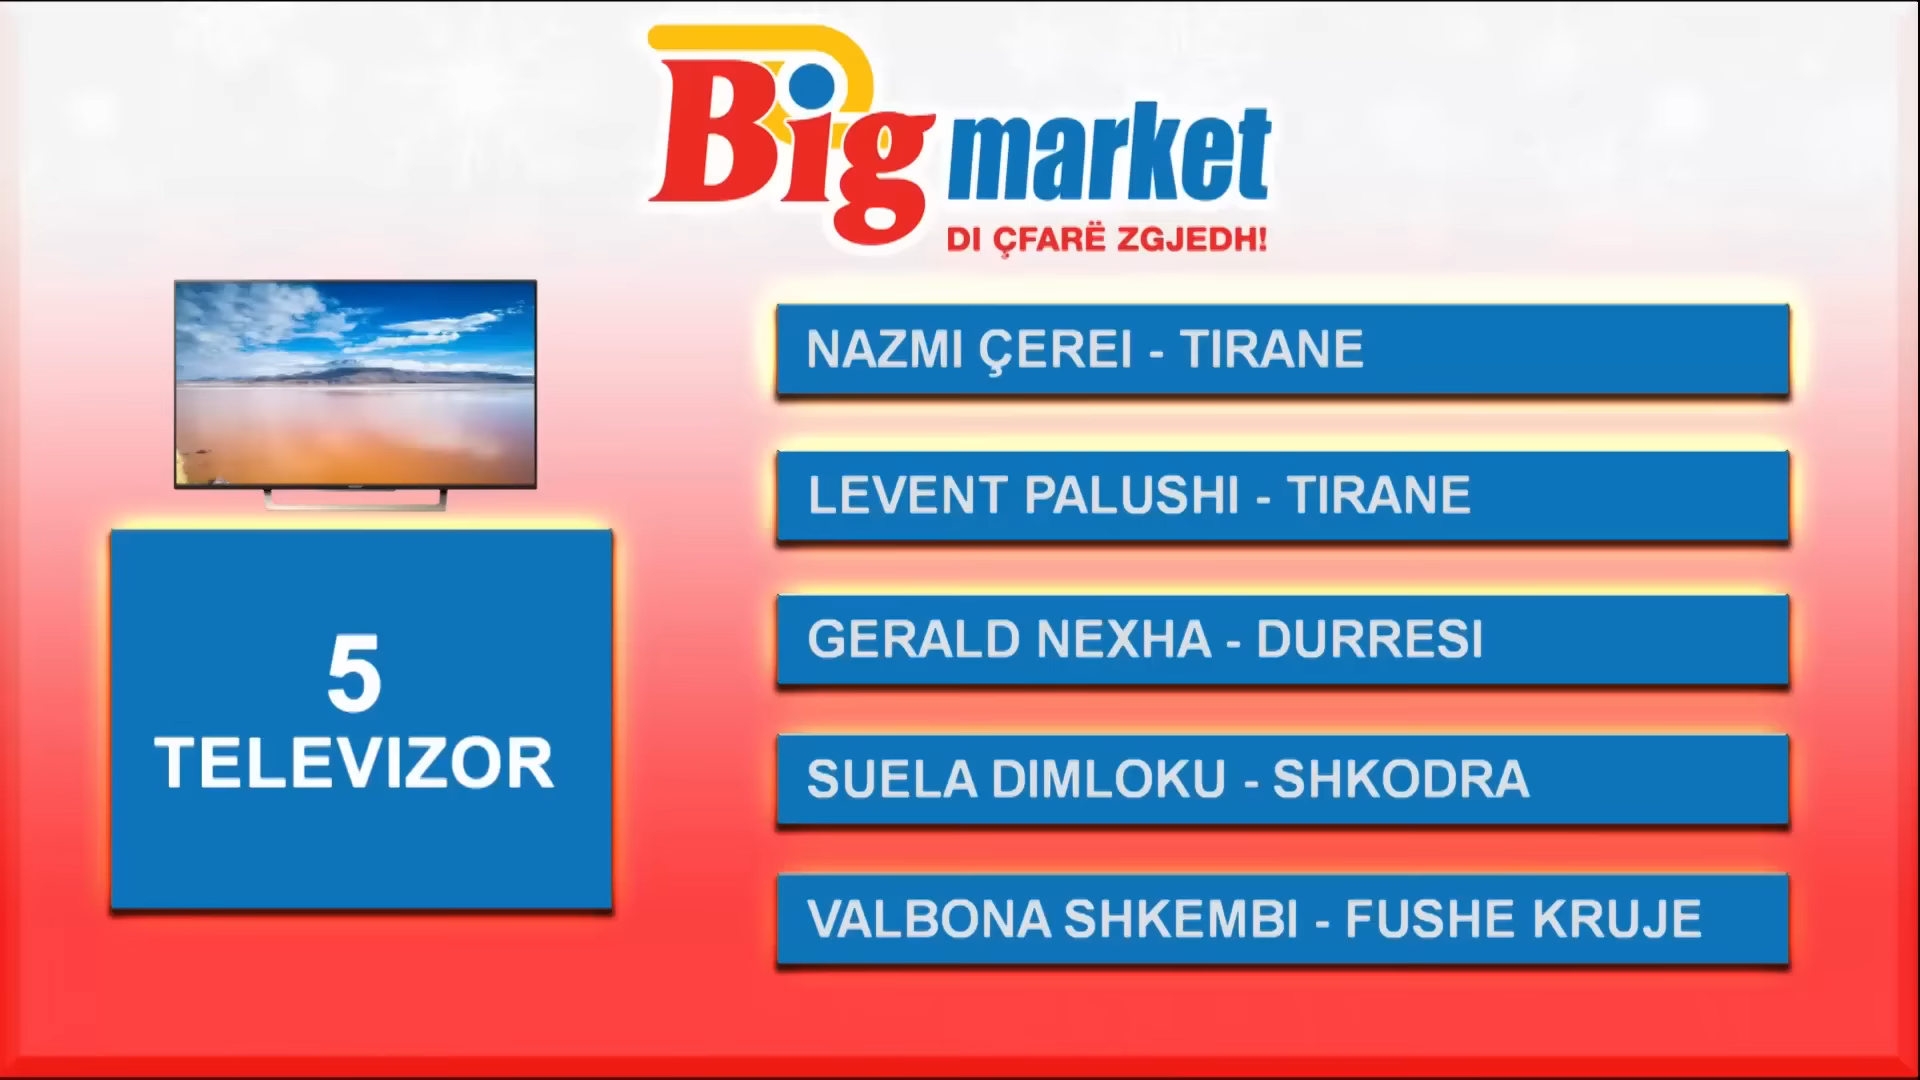 Big market
DI ÇFARË ZGJEDH!
5
TELEVIZOR
NAZMI ÇEREI - TIRANE
LEVENT PALUSHI - TIRANE
GERALD NEXHA - DURRESI
SUELA DIMLOKU - SHKODRA
VALBONA SHKEMBI - FUSHE KRUJE